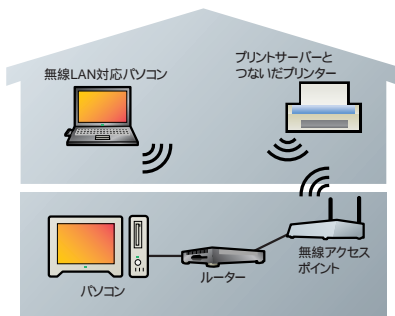 無線LAN対応パソコン
プリントサーバーと
つないだプリンター
パソコン
ルーター
無線アクセス
ポイント